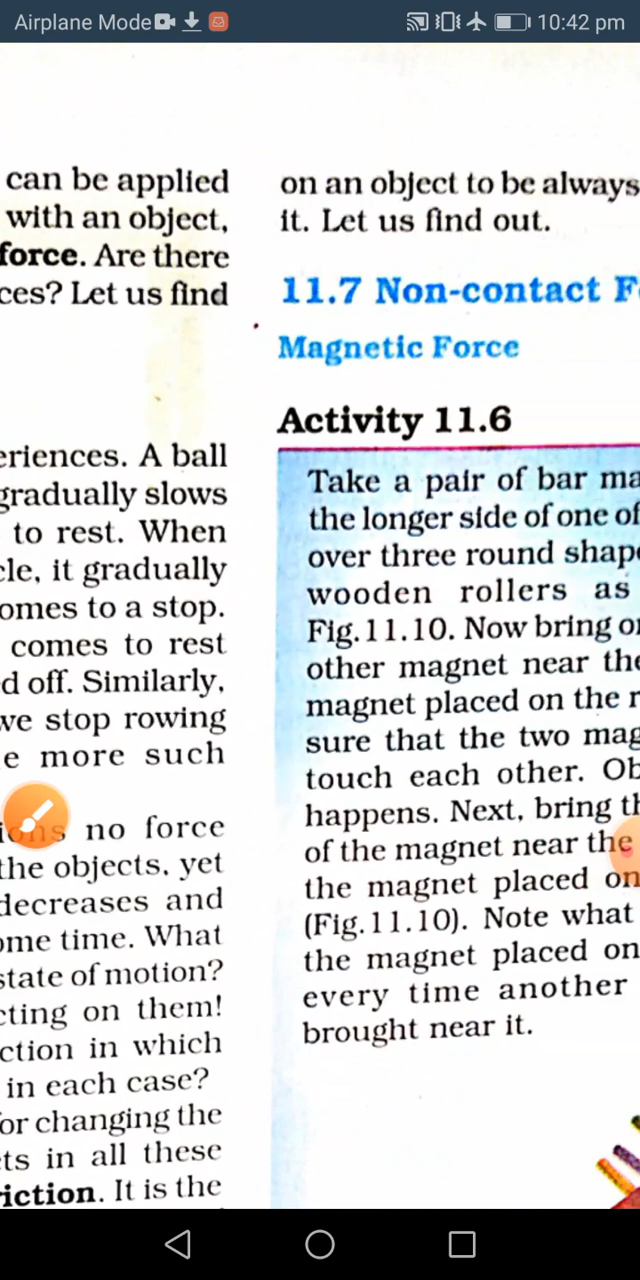 Airplane Mode 10:42 pm
can be applied
with an object,
force. Are there
ces? Let us find
eriences. A ball
gradually slows
to rest. When
cle, it gradually
omes to a stop.
comes to rest
d off. Similarly,
we stop rowing
e more such
ions no force
the objects, yet
decreases and
ome time. What
state of motion?
cting on them!
ction in which
in each case?
or changing the
ts in all these
riction. It is the
on an object to be always
it. Let us find out.
11.7 Non-contact F
Magnetic Force
Activity 11.6
Take a pair of bar ma
the longer side of one of
over three round shap
wooden rollers as
Fig.11.10. Now bring o
other magnet near the
magnet placed on the r
sure that the two mag
touch each other. Ob
happens. Next, bring th
of the magnet near the
the magnet placed on
(Fig.11.10). Note what
the magnet placed on
every time another
brought near it.